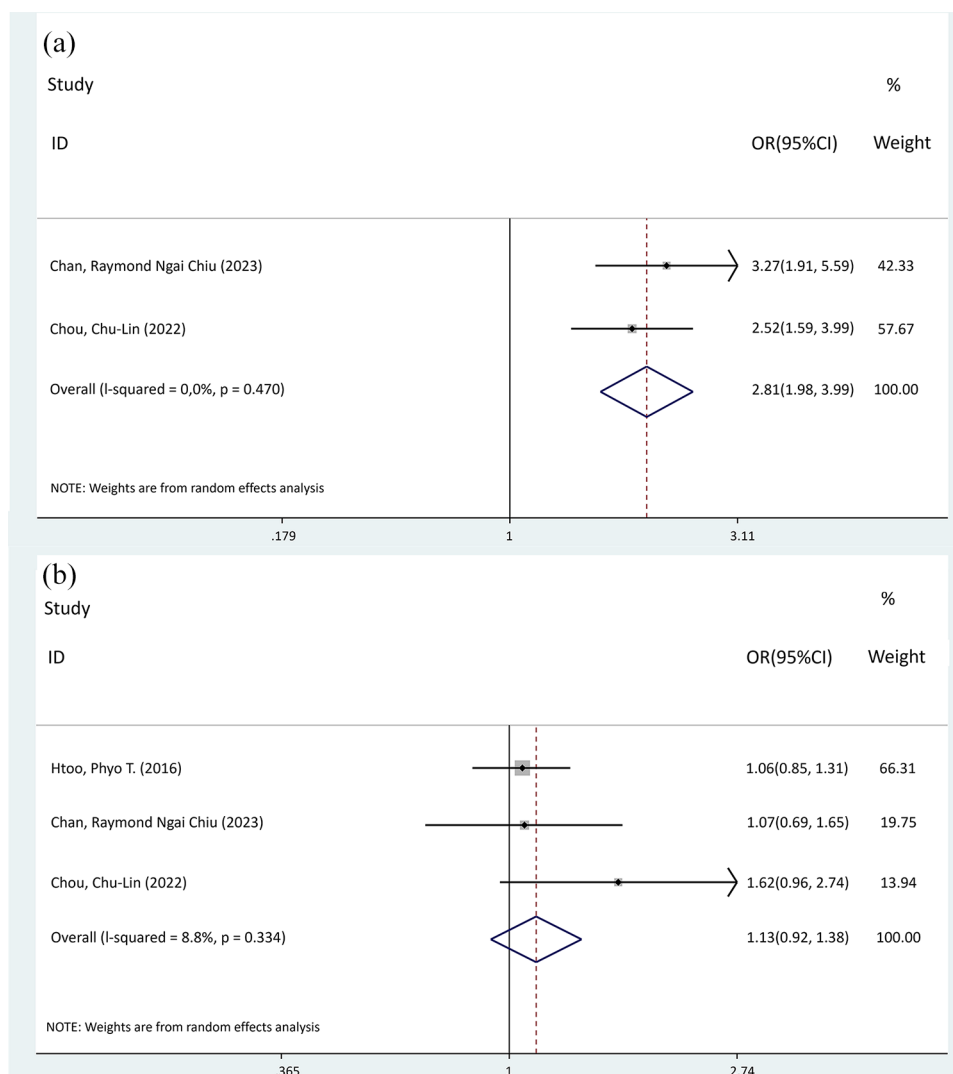 (a)
Study %
ID OR(95%CI) Weight
Chan, Raymond Ngai Chiu (2023) 3.27(1.91, 5.59) 42.33
Chou, Chu-Lin (2022) 2.52(1.59, 3.99) 57.67
Overall (I-squared = 0,0%, p = 0.470) 2.81(1.98, 3.99) 100.00
NOTE: Weights are from random effects analysis
.179 1 3.11
(b)
Study %
ID OR(95%CI) Weight
Htoo, Phyo T. (2016) 1.06(0.85, 1.31) 66.31
Chan, Raymond Ngai Chiu (2023) 1.07(0.69, 1.65) 19.75
Chou, Chu-Lin (2022) 1.62(0.96, 2.74) 13.94
Overall (I-squared = 8.8%, p = 0.334) 1.13(0.92, 1.38) 100.00
NOTE: Weights are from random effects analysis
.365 1 2.74